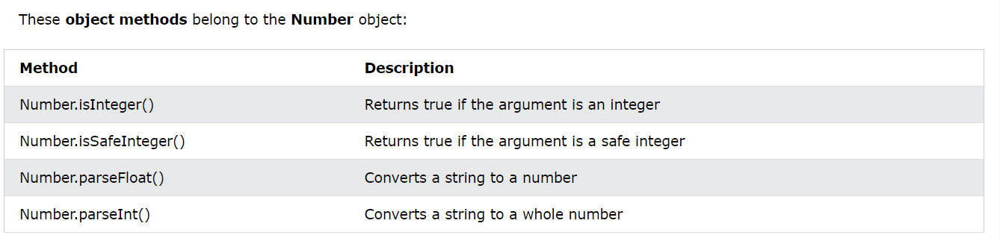 These object methods belong to the Number object:
Method Description
Number.isInteger() Returns true if the argument is an integer
Number.isSafeInteger() Returns true if the argument is a safe integer
Number.parseFloat() Converts a string to a number
Number.parseInt() Converts a string to a whole number